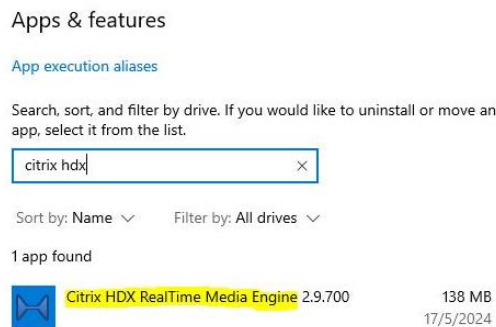 Apps & features
App execution aliases
Search, sort, and filter by drive. If you would like to uninstall or move an
app, select it from the list.
citrix hdx
Sort by: Name Filter by: All drives
1 app found
Citrix HDX RealTime Media Engine 2.9.700 138 MB
17/5/2024